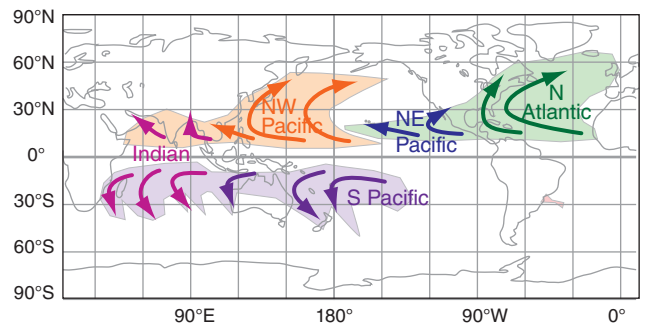 90°N
60°N
30°N
0°
30°S
60°S
90°S
NW
Pacific
NE
Pacific
N
Atlantic
Indian
S Pacific
90°E
180°
90°W
0°